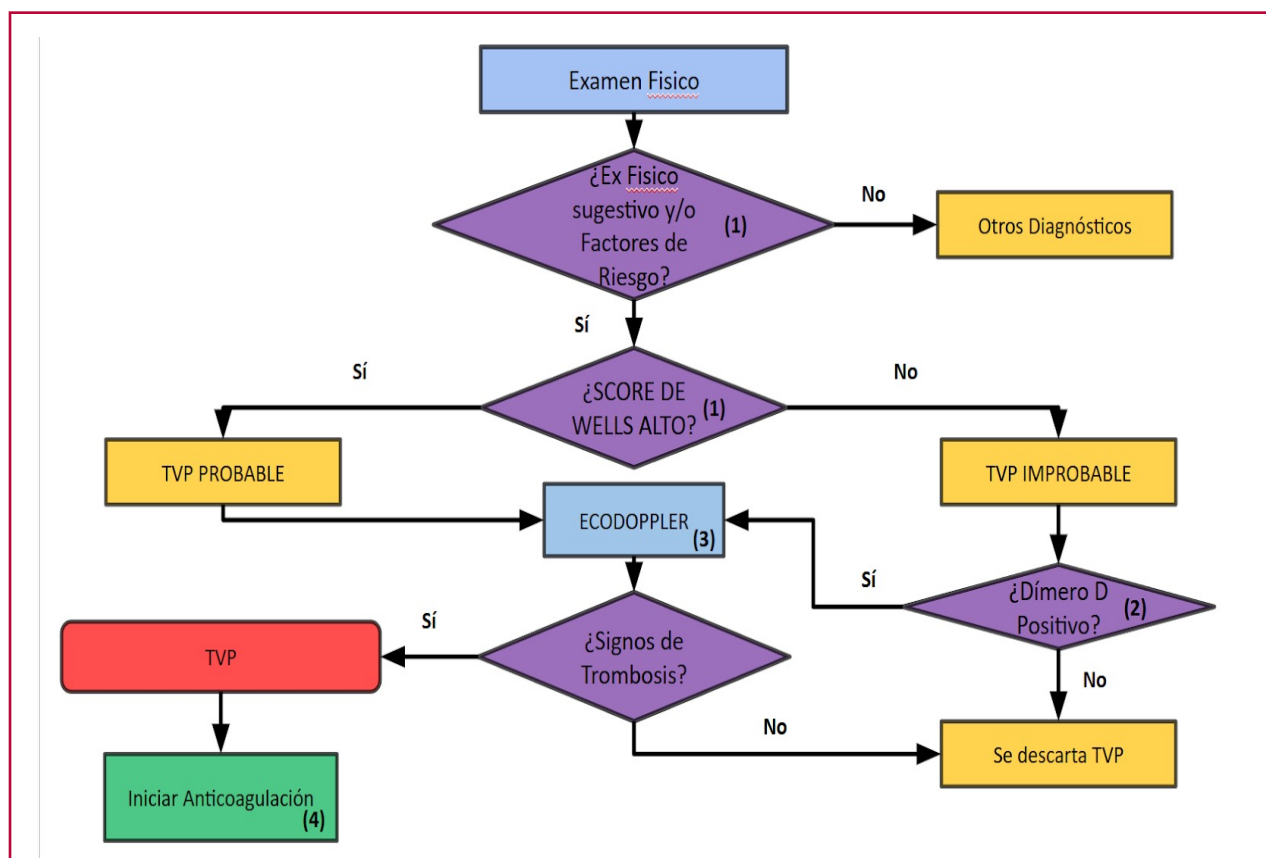 Examen Fisico
¿Ex Fisico
sugestivo y/o
Factores de
Riesgo?
(1)
No
Otros Diagnósticos
Sí
Sí
¿SCORE DE
WELLS ALTO?
(1)
No
TVP PROBABLE
TVP IMPROBABLE
ECODOPPLER
(3)
Sí
¿Dímero D
Positivo?
(2)
Sí
¿Signos de
Trombosis?
TVP
No
No
Se descarta TVP
Iniciar Anticoagulación
(4)